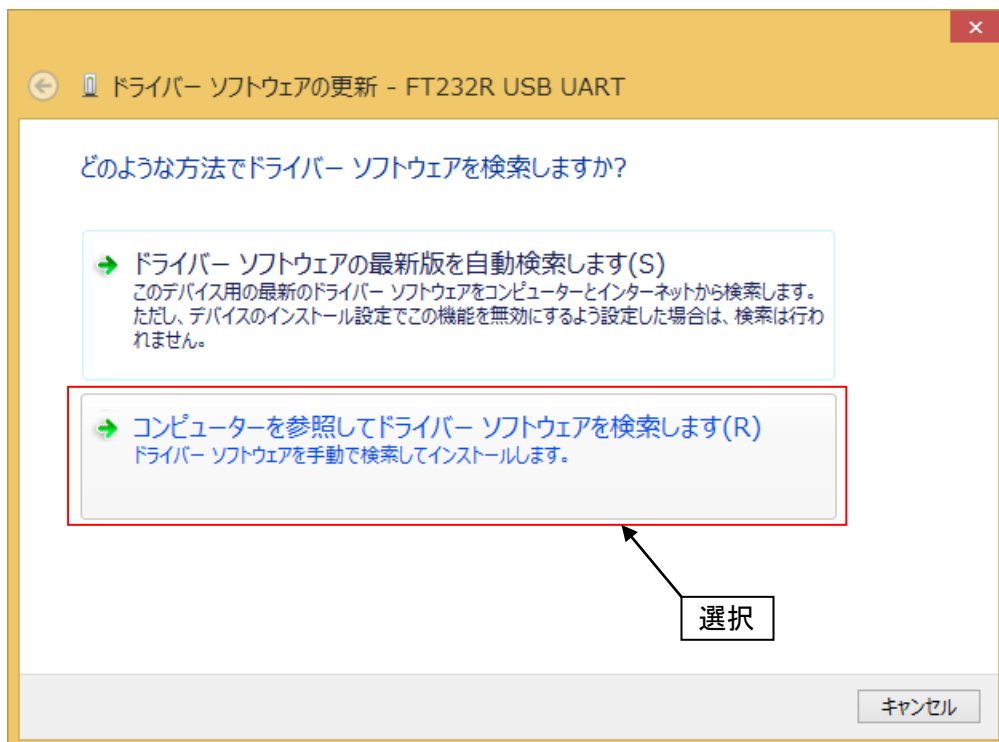 ドライバー ソフトウェアの更新 - FT232R USB UART
どのような方法でドライバー ソフトウェアを検索しますか?
ドライバー ソフトウェアの最新版を自動検索します(S)
このデバイス用の最新のドライバー ソフトウェアをコンピューターとインターネットから検索します。
ただし、デバイスのインストール設定でこの機能を無効にするよう設定した場合は、検索は行わ
れません。
コンピューターを参照してドライバー ソフトウェアを検索します(R)
ドライバー ソフトウェアを手動で検索してインストールします。
選択
キャンセル